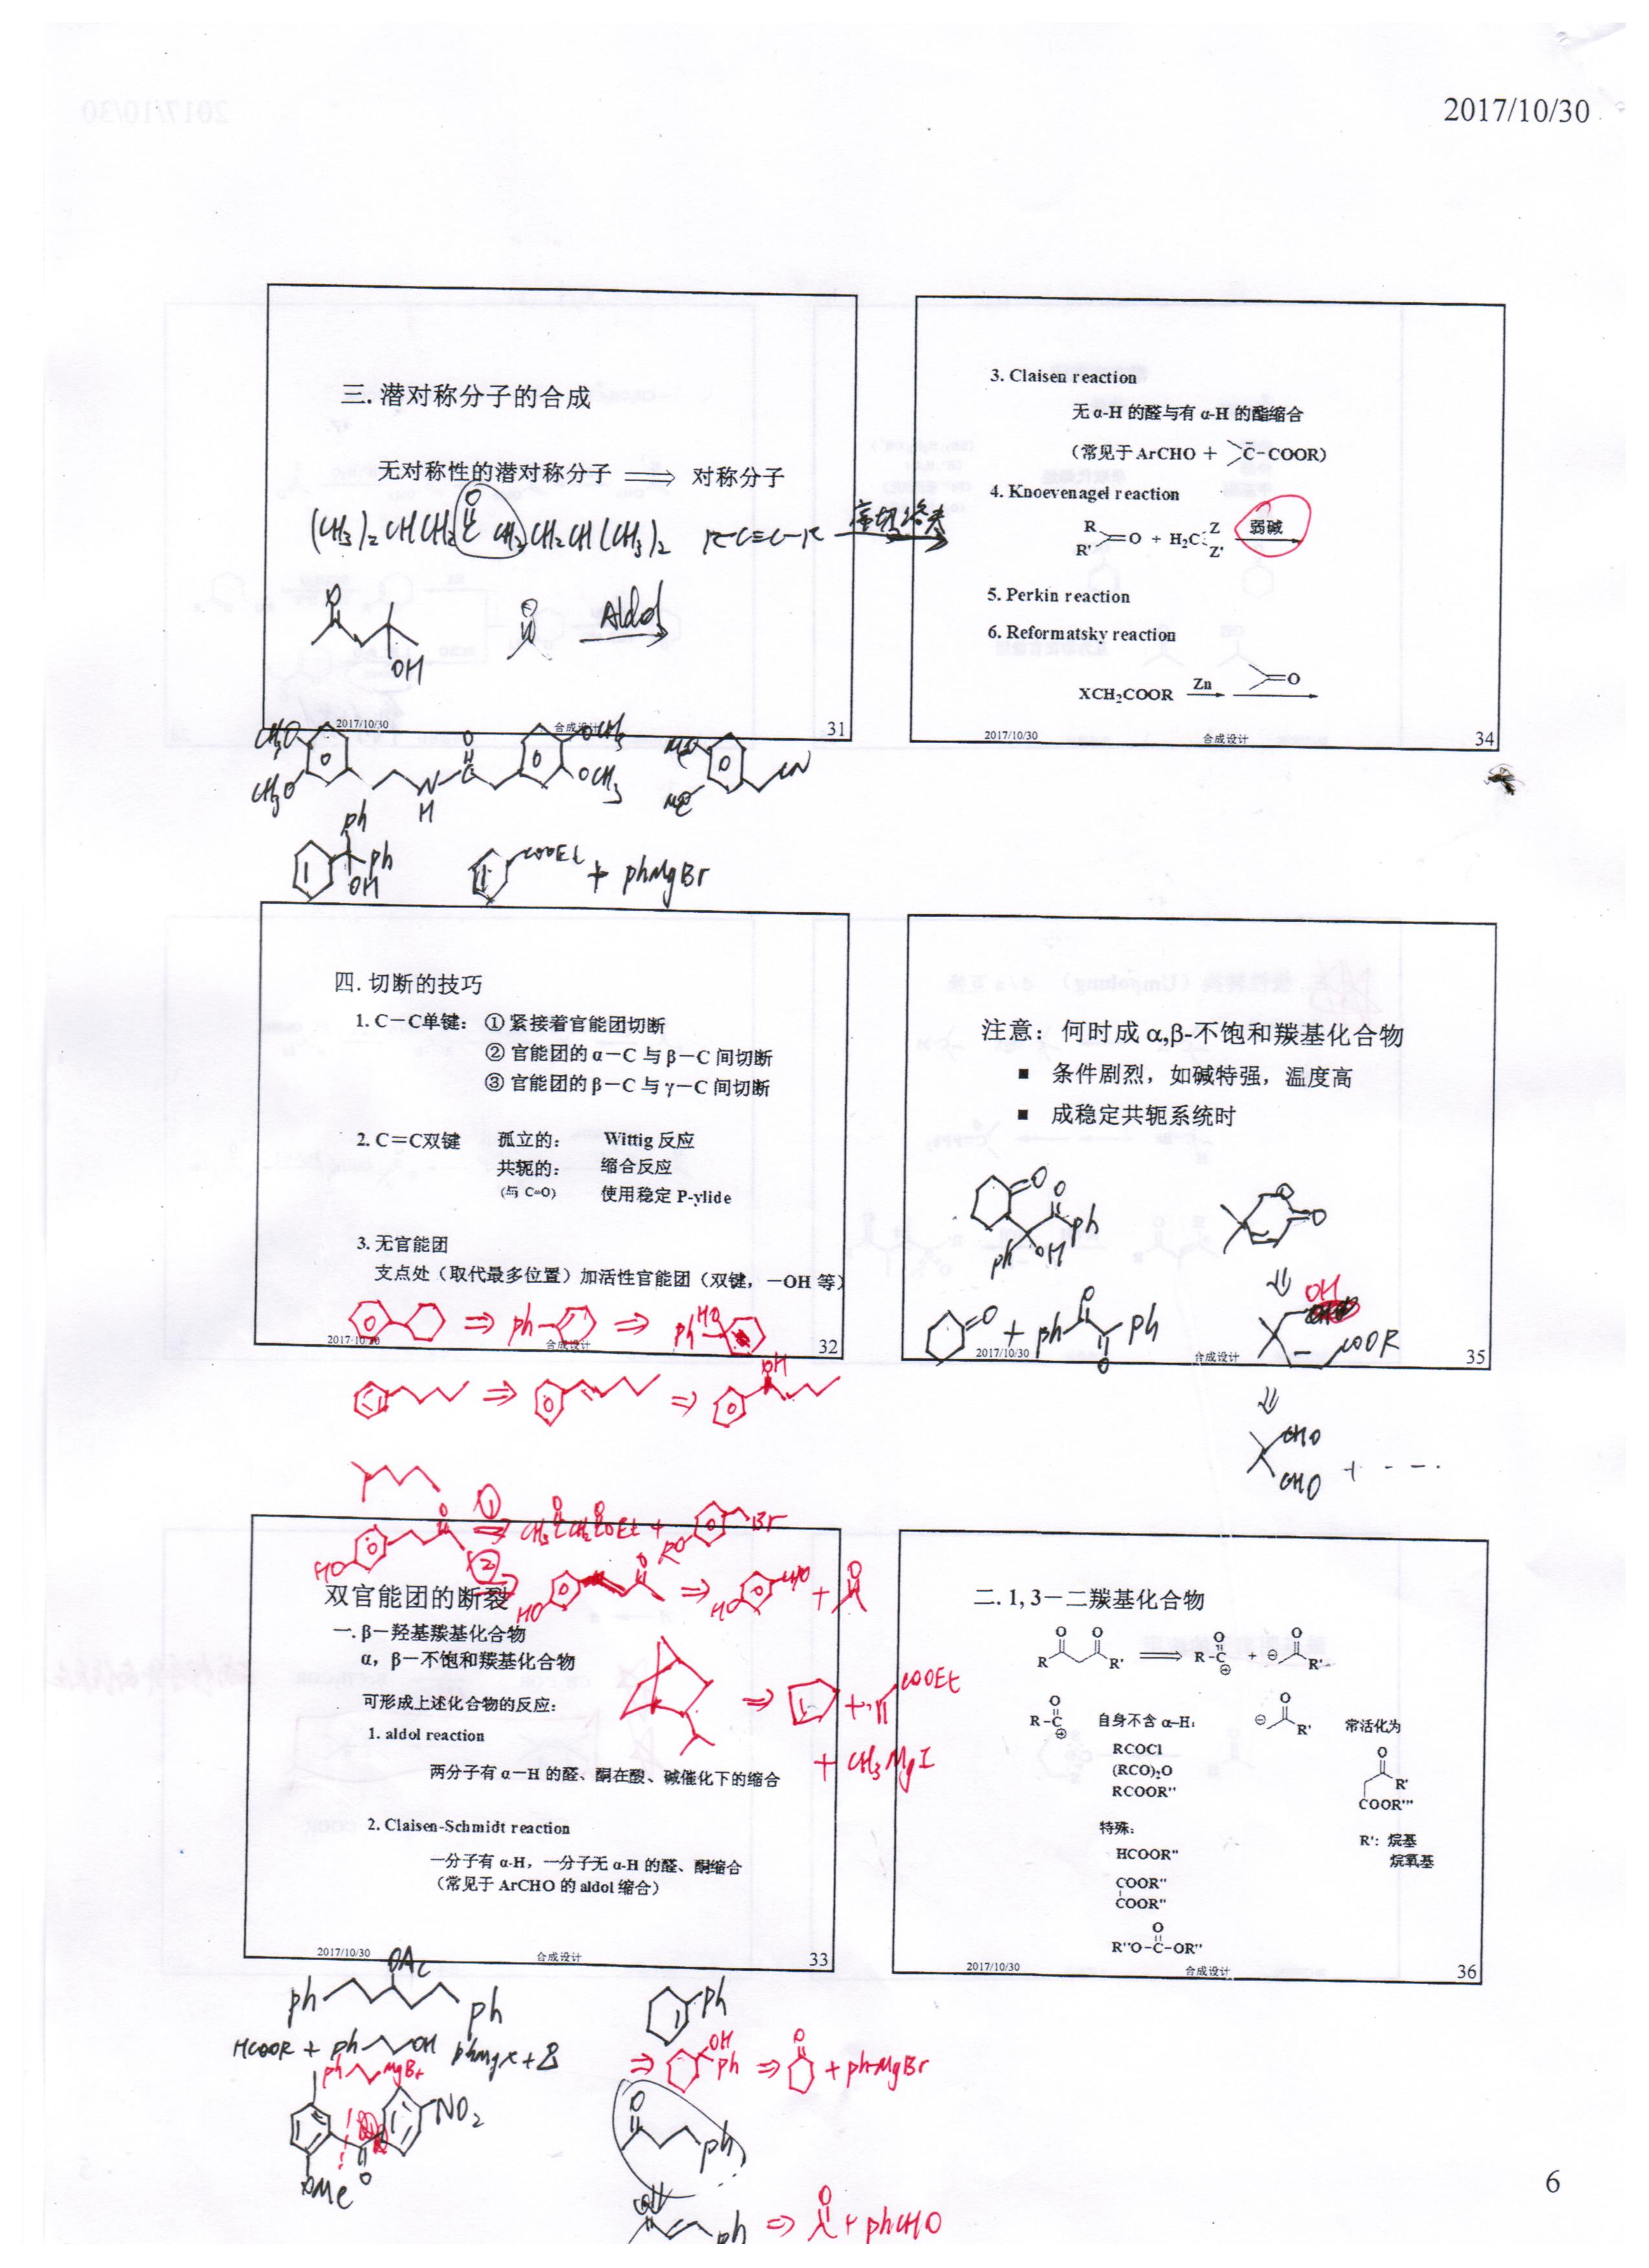 2017/10/30
三. 潜对称分子的合成
无对称性的潜对称分子 ⟹ 对称分子
(CH3)2CHCH2C CH2CH2CH(CH3)2 R-C≡C-R
O
O
OH
O
Aldol
2017/10/30 合成设计 31
CH3O
CH3O
N
H
O
C
OCH3
OCH3
MeO
MeO
CN
Ph
Ph
OH
COOEt + PhMgBr
四. 切断的技巧
1. C－C单键: ① 紧接着官能团切断
② 官能团的 α－C 与 β－C 间切断
③ 官能团的 β－C 与 γ－C 间切断
2. C＝C双键 孤立的: Wittig 反应
共轭的: 缩合反应
(与 C=O) 使用稳定 P-ylide
3. 无官能团
支点处（取代最多位置）加活性官能团（双键，－OH 等）
⇒ ph ⇒ ph HO
2017/10/30 合成设计 32
⇒ ⇒ OH
HO O ① ⇒ CH3CCH2COEt + RO Br
② ⇒ HO O ⇒ HO CHO + O
双官能团的断裂
一. β－羟基羰基化合物
α，β－不饱和羰基化合物
可形成上述化合物的反应:
1. aldol reaction
两分子有 α－H 的醛、酮在酸、碱催化下的缩合
2. Claisen-Schmidt reaction
一分子有 α-H，一分子无 α-H 的醛、酮缩合
（常见于 ArCHO 的 aldol 缩合）
⇒ + COOEt
+ CH3MgI
2017/10/30 合成设计 33
OAc
ph ph
HCOOR + ph OH phMgX +
ph MgBr
NO2
OMe O
ph
⇒ OH ph ⇒ O + phMgBr
O
ph
ph ⇒ O + phCHO
3. Claisen reaction
无 α-H 的醛与有 α-H 的酯缩合
（常见于 ArCHO + C-COOR）
4. Knoevenagel reaction
R
R' =O + H2C Z
Z' 弱碱
5. Perkin reaction
6. Reformatsky reaction
XCH2COOR Zn =O
2017/10/30 合成设计 34
注意: 何时成 α,β-不饱和羰基化合物
■ 条件剧烈，如碱特强，温度高
■ 成稳定共轭系统时
O O
ph
ph OH
O
O
O + ph O O ph
OH
COOR
CHO
CHO + - - -
2017/10/30 合成设计 35
二. 1, 3－二羰基化合物
O O
R R' ⟹ R-C⊕ O + ⊖ O R'
R-C⊕ O 自身不含 α-H: ⊖ O R' 常活化为
RCOCl
(RCO)2O
RCOOR''
O
R'
COOR'''
特殊:
HCOOR''
R': 烷基
烷氧基
COOR''
COOR''
O
R''O-C-OR''
2017/10/30 合成设计 36
6